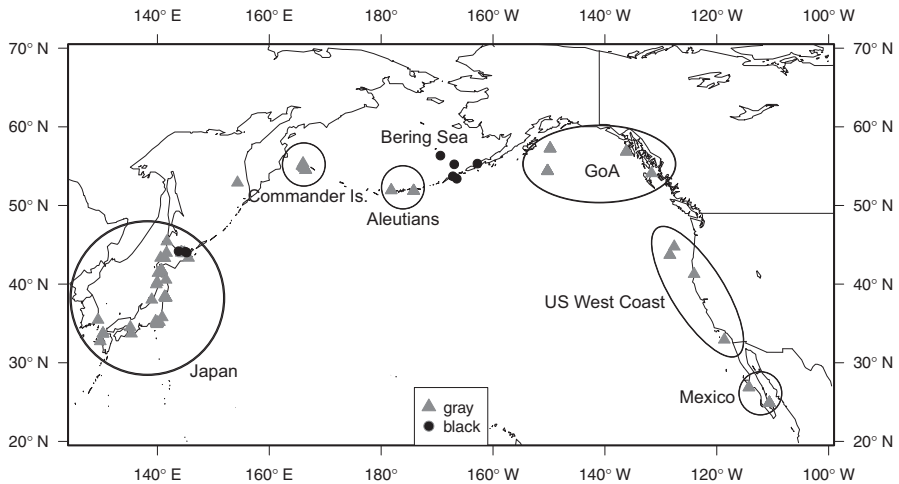 140° E 160° E 180° 160° W 140° W 120° W 100° W
70° N 70° N
60° N 60° N
Bering Sea
GoA
Commander Is.
50° N 50° N
Aleutians
40° N 40° N
US West Coast
30° N 30° N
Japan
Mexico
gray
black
20° N 20° N
140° E 160° E 180° 160° W 140° W 120° W 100° W